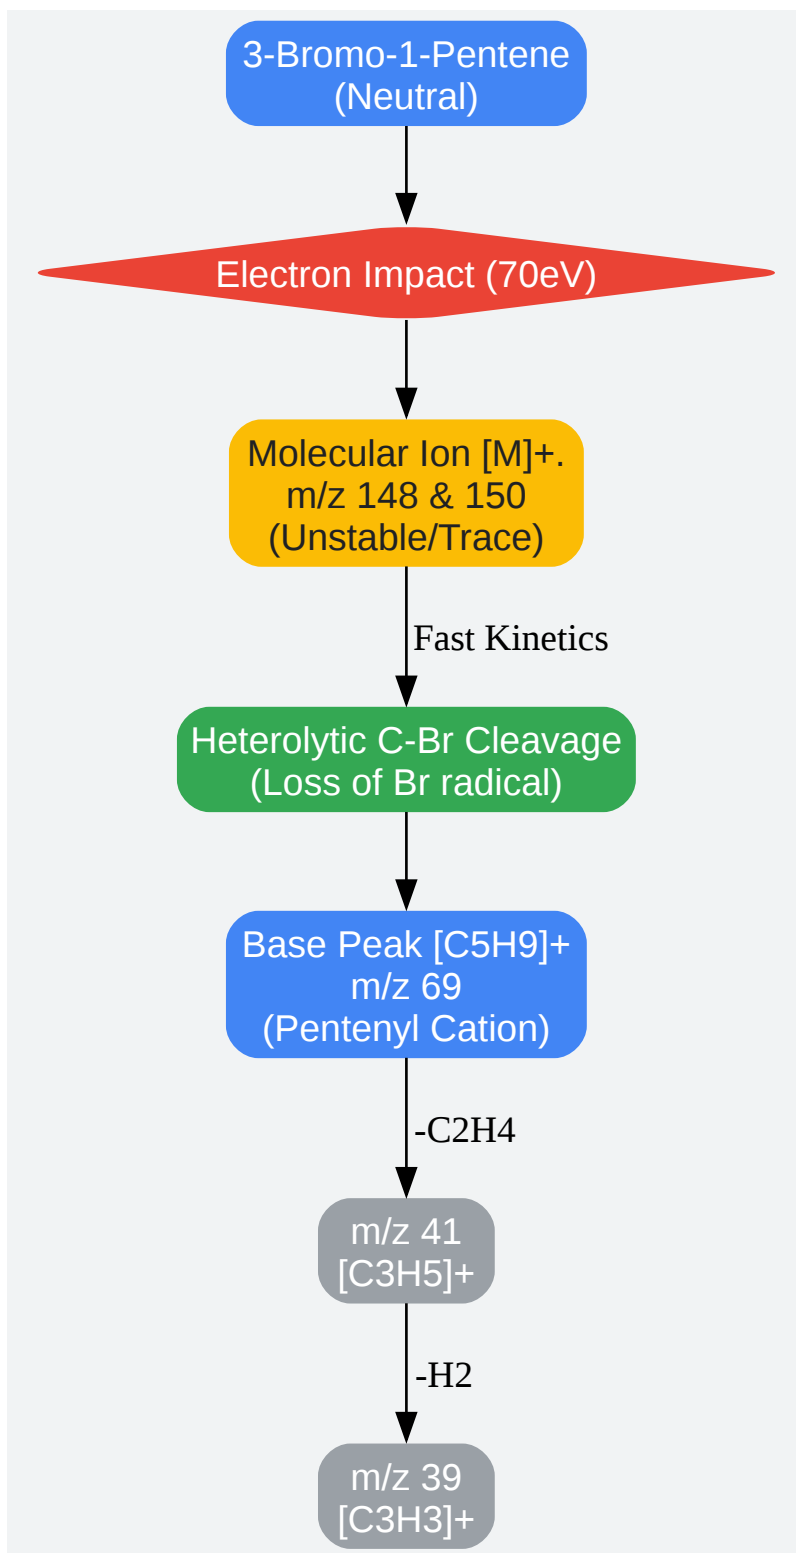 3-Bromo-1-Pentene
(Neutral)
Electron Impact (70eV)
Molecular Ion [M]+.
m/z 148 & 150
(Unstable/Trace)
Fast Kinetics
Heterolytic C-Br Cleavage
(Loss of Br radical)
Base Peak [C5H9]+
m/z 69
(Pentenyl Cation)
-C2H4
m/z 41
[C3H5]+
-H2
m/z 39
[C3H3]+